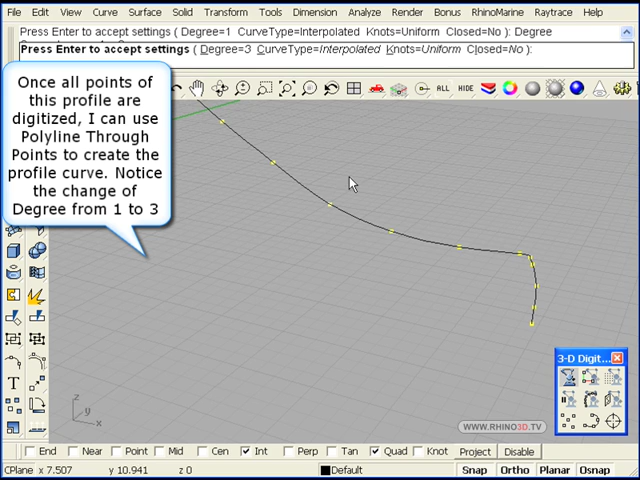 File Edit View Curve Surface Solid Transform Tools Dimension Analyze Render Bonus RhinoMarine Raytrace Help
Press Enter to accept settings ( Degree=1 CurveType=Interpolated Knots=Uniform Closed=No ): Degree
Press Enter to accept settings ( Degree=3 CurveType=Interpolated Knots=Uniform Closed=No ):
ALL HIDE
Once all points of
this profile are
digitized, I can use
Polyline Through
Points to create the
profile curve. Notice
the change of
Degree from 1 to 3
3-D Digit...
T
z
y
x
WWW.RHINO3D.TV
End Near Point Mid Cen Int Perp Tan Quad Knot Project Disable
CPlane x 7.507 y 10.941 z 0 Default Snap Ortho Planar Osnap